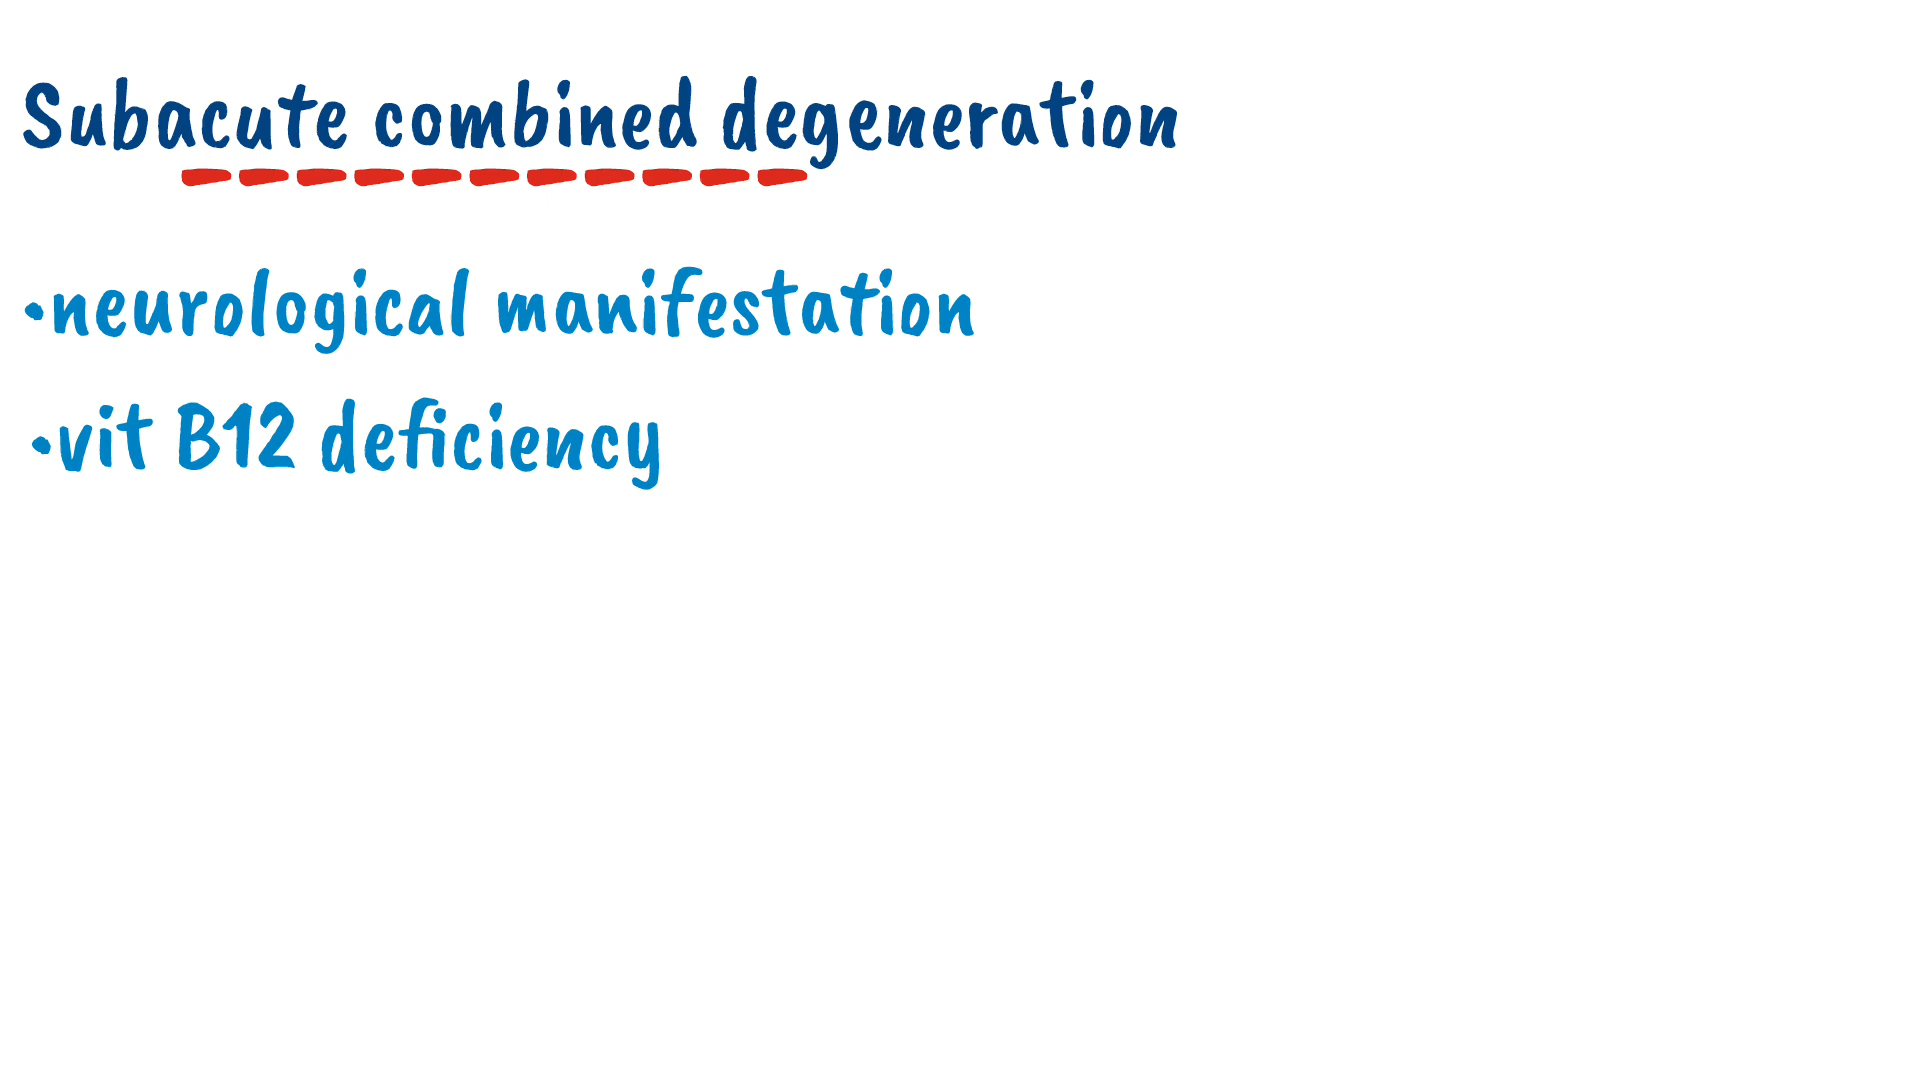 Subacute combined degeneration
•neurological manifestation
•vit B12 deficiency